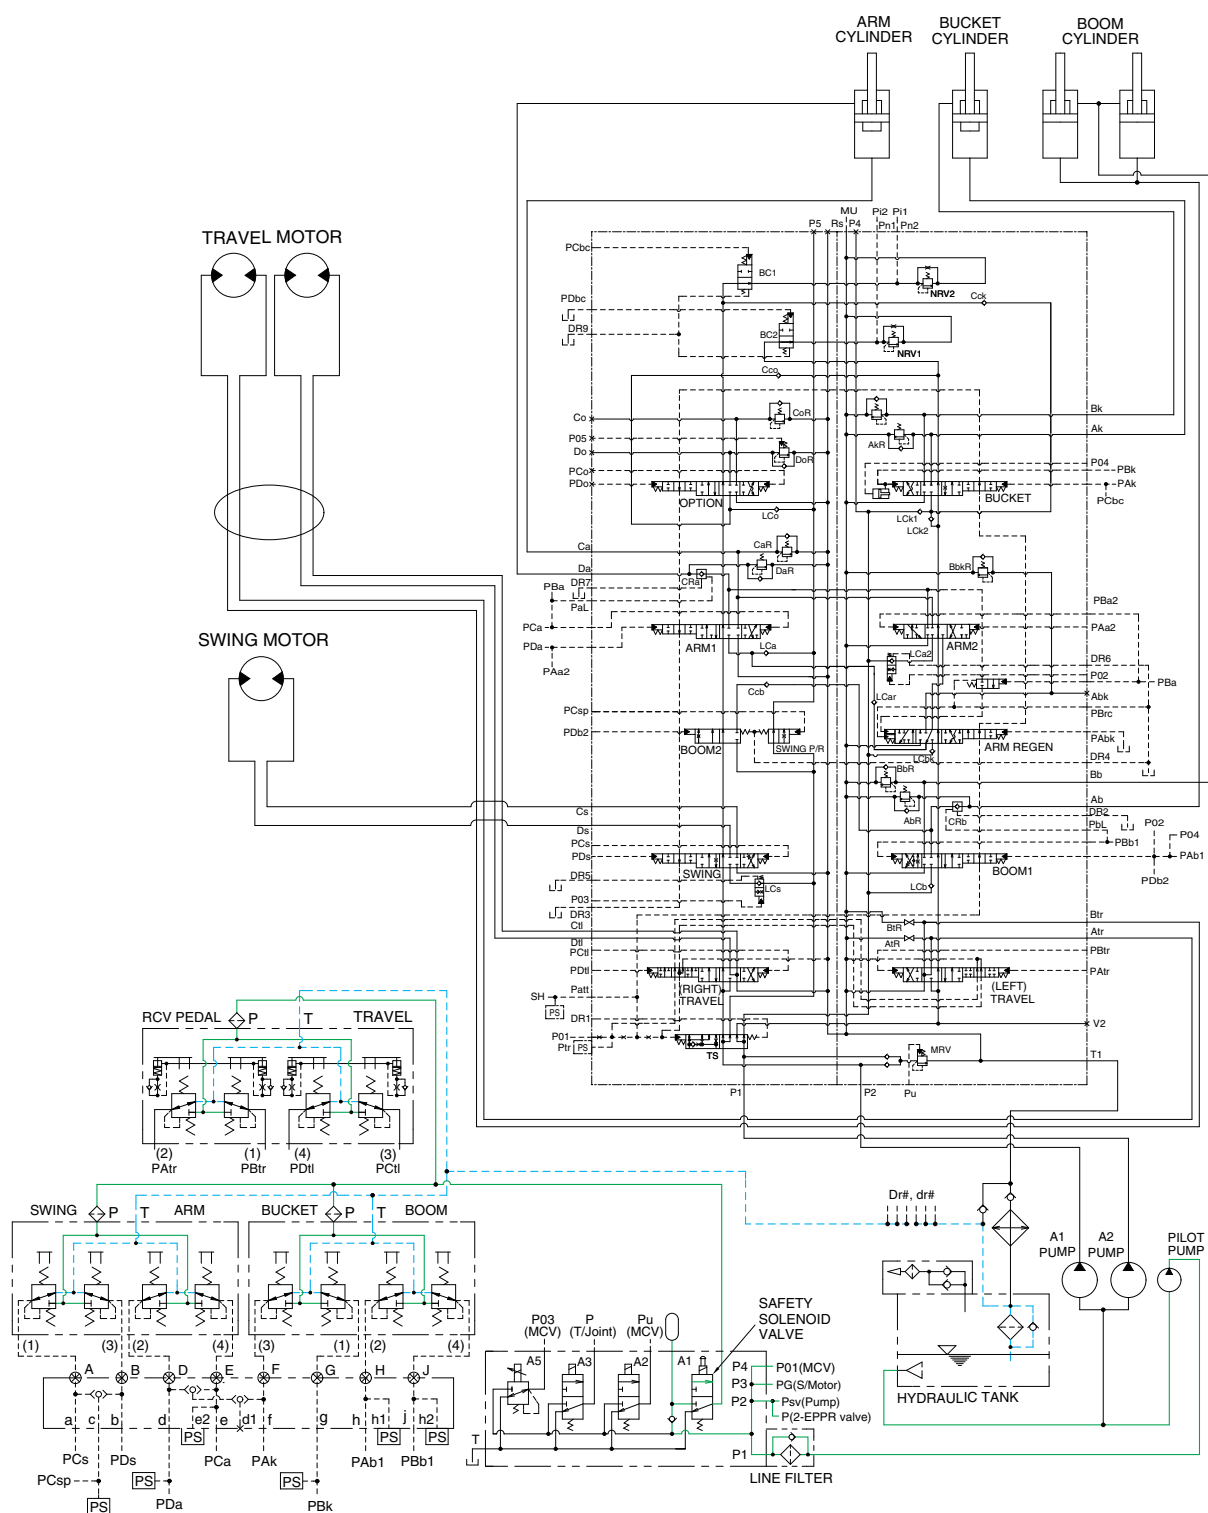 ARM
CYLINDER
BUCKET
CYLINDER
BOOM
CYLINDER
TRAVEL MOTOR
SWING MOTOR
P5
Rs
MU
P4
Pi2
Pi1
Pn1
Pn2
PCbc
BC1
NRV2
Cck
PDbc
DR9
BC2
NRV1
Cco
Co
CoR
Bk
P05
Do
DoR
AkR
Ak
PCo
P04
PBk
PDo
PAk
OPTION
BUCKET
PCbc
LCo
LCk1
LCk2
Ca
CaR
DaR
BbkR
Da
CRa
DR7
PBa
PaL
PBa2
PCa
PAa2
PDa
ARM1
ARM2
LCa
LCa2
PAa2
DR6
Ccb
P02
PBa
LCar
Abk
PCsp
PBrc
PDb2
PAbk
BOOM2
SWING P/R
ARM REGEN
LCbk
DR4
BbR
Bb
Cs
AbR
CRb
Ab
DR2
Ds
PbL
P02
P04
PCs
PBb1
PDs
PAb1
SWING
BOOM1
DR5
LCs
LCb
PDb2
P03
DR3
Btr
Ctl
BtR
Atr
Dtl
AtR
PCtl
PBtr
PDtl
PAtr
(RIGHT)
TRAVEL
(LEFT)
TRAVEL
Patt
SH
PS
DR1
V2
P01
Ptr
PS
TS
MRV
T1
P1
P2
Pu
RCV PEDAL
P
T
TRAVEL
(2)
(1)
(4)
(3)
PAtr
PBtr
PDtl
PCtl
SWING
P
T
ARM
BUCKET
P
T
BOOM
(1)
(3)
(2)
(4)
(3)
(1)
(2)
(4)
A
B
D
E
F
G
H
J
a
c
b
d
e2
e
d1
f
g
h
h1
j
h2
PS
PS
PS
PCs
PDs
PCa
PAk
PAb1
PBb1
PCsp
PS
PS
PDa
PS
PBk
Dr#, dr#
A1
PUMP
A2
PUMP
PILOT
PUMP
HYDRAULIC TANK
SAFETY
SOLENOID
VALVE
P03
(MCV)
P
(T/Joint)
Pu
(MCV)
A5
A3
A2
A1
P4
P01(MCV)
P3
PG(S/Motor)
P2
Psv(Pump)
P(2-EPPR valve)
T
P1
LINE FILTER